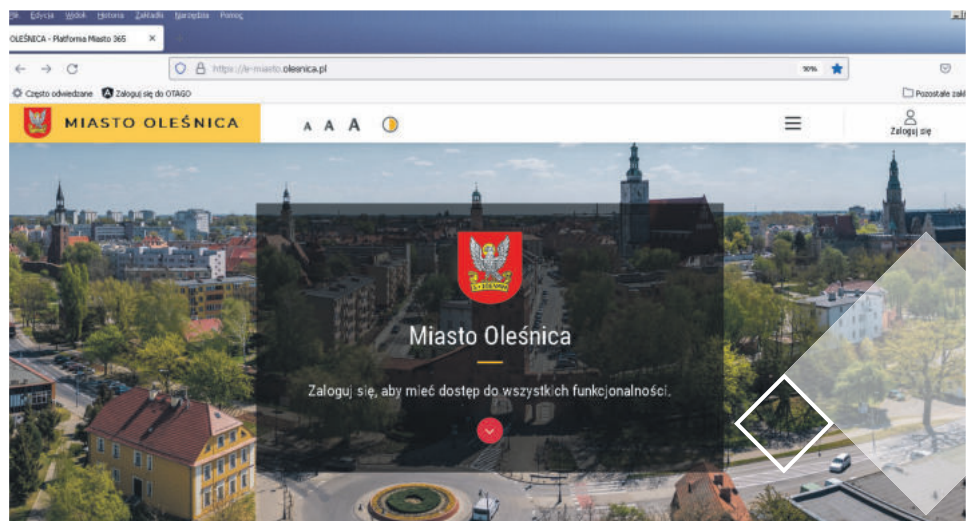 Plik Edycja Widok Historia Zakładki Narzędzia Pomoc
OLEŚNICA - Platforma Miasto 365
https://e-miasto.olesnica.pl 90%
Często odwiedzane Zaloguj się do OTAGO Pozostałe zakł
MIASTO OLEŚNICA A A A Zaloguj się
Miasto Oleśnica
Zaloguj się, aby mieć dostęp do wszystkich funkcjonalności.